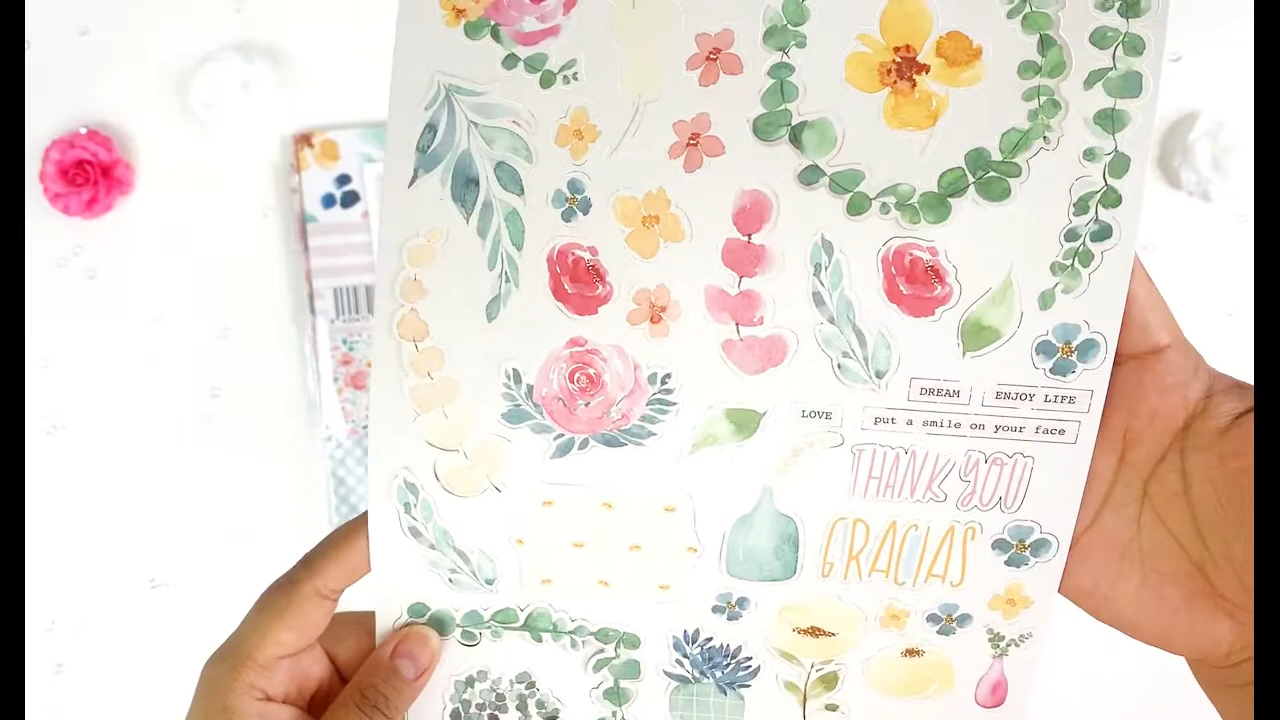 DREAM
ENJOY LIFE
LOVE
put a smile on your face
THANK YOU
GRACIAS